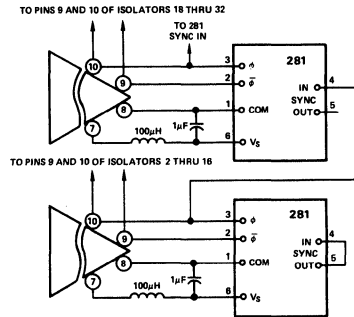 TO PINS 9 AND 10 OF ISOLATORS 18 THRU 32
TO 281
SYNC IN
10
9
8
7
100μH
1μF
3 ϕ
2 ϕ̅
1 COM
6 VS
281
IN 4
SYNC
OUT 5
TO PINS 9 AND 10 OF ISOLATORS 2 THRU 16
10
9
8
7
100μH
1μF
3 ϕ
2 ϕ̅
1 COM
6 VS
281
IN 4
SYNC
OUT 5